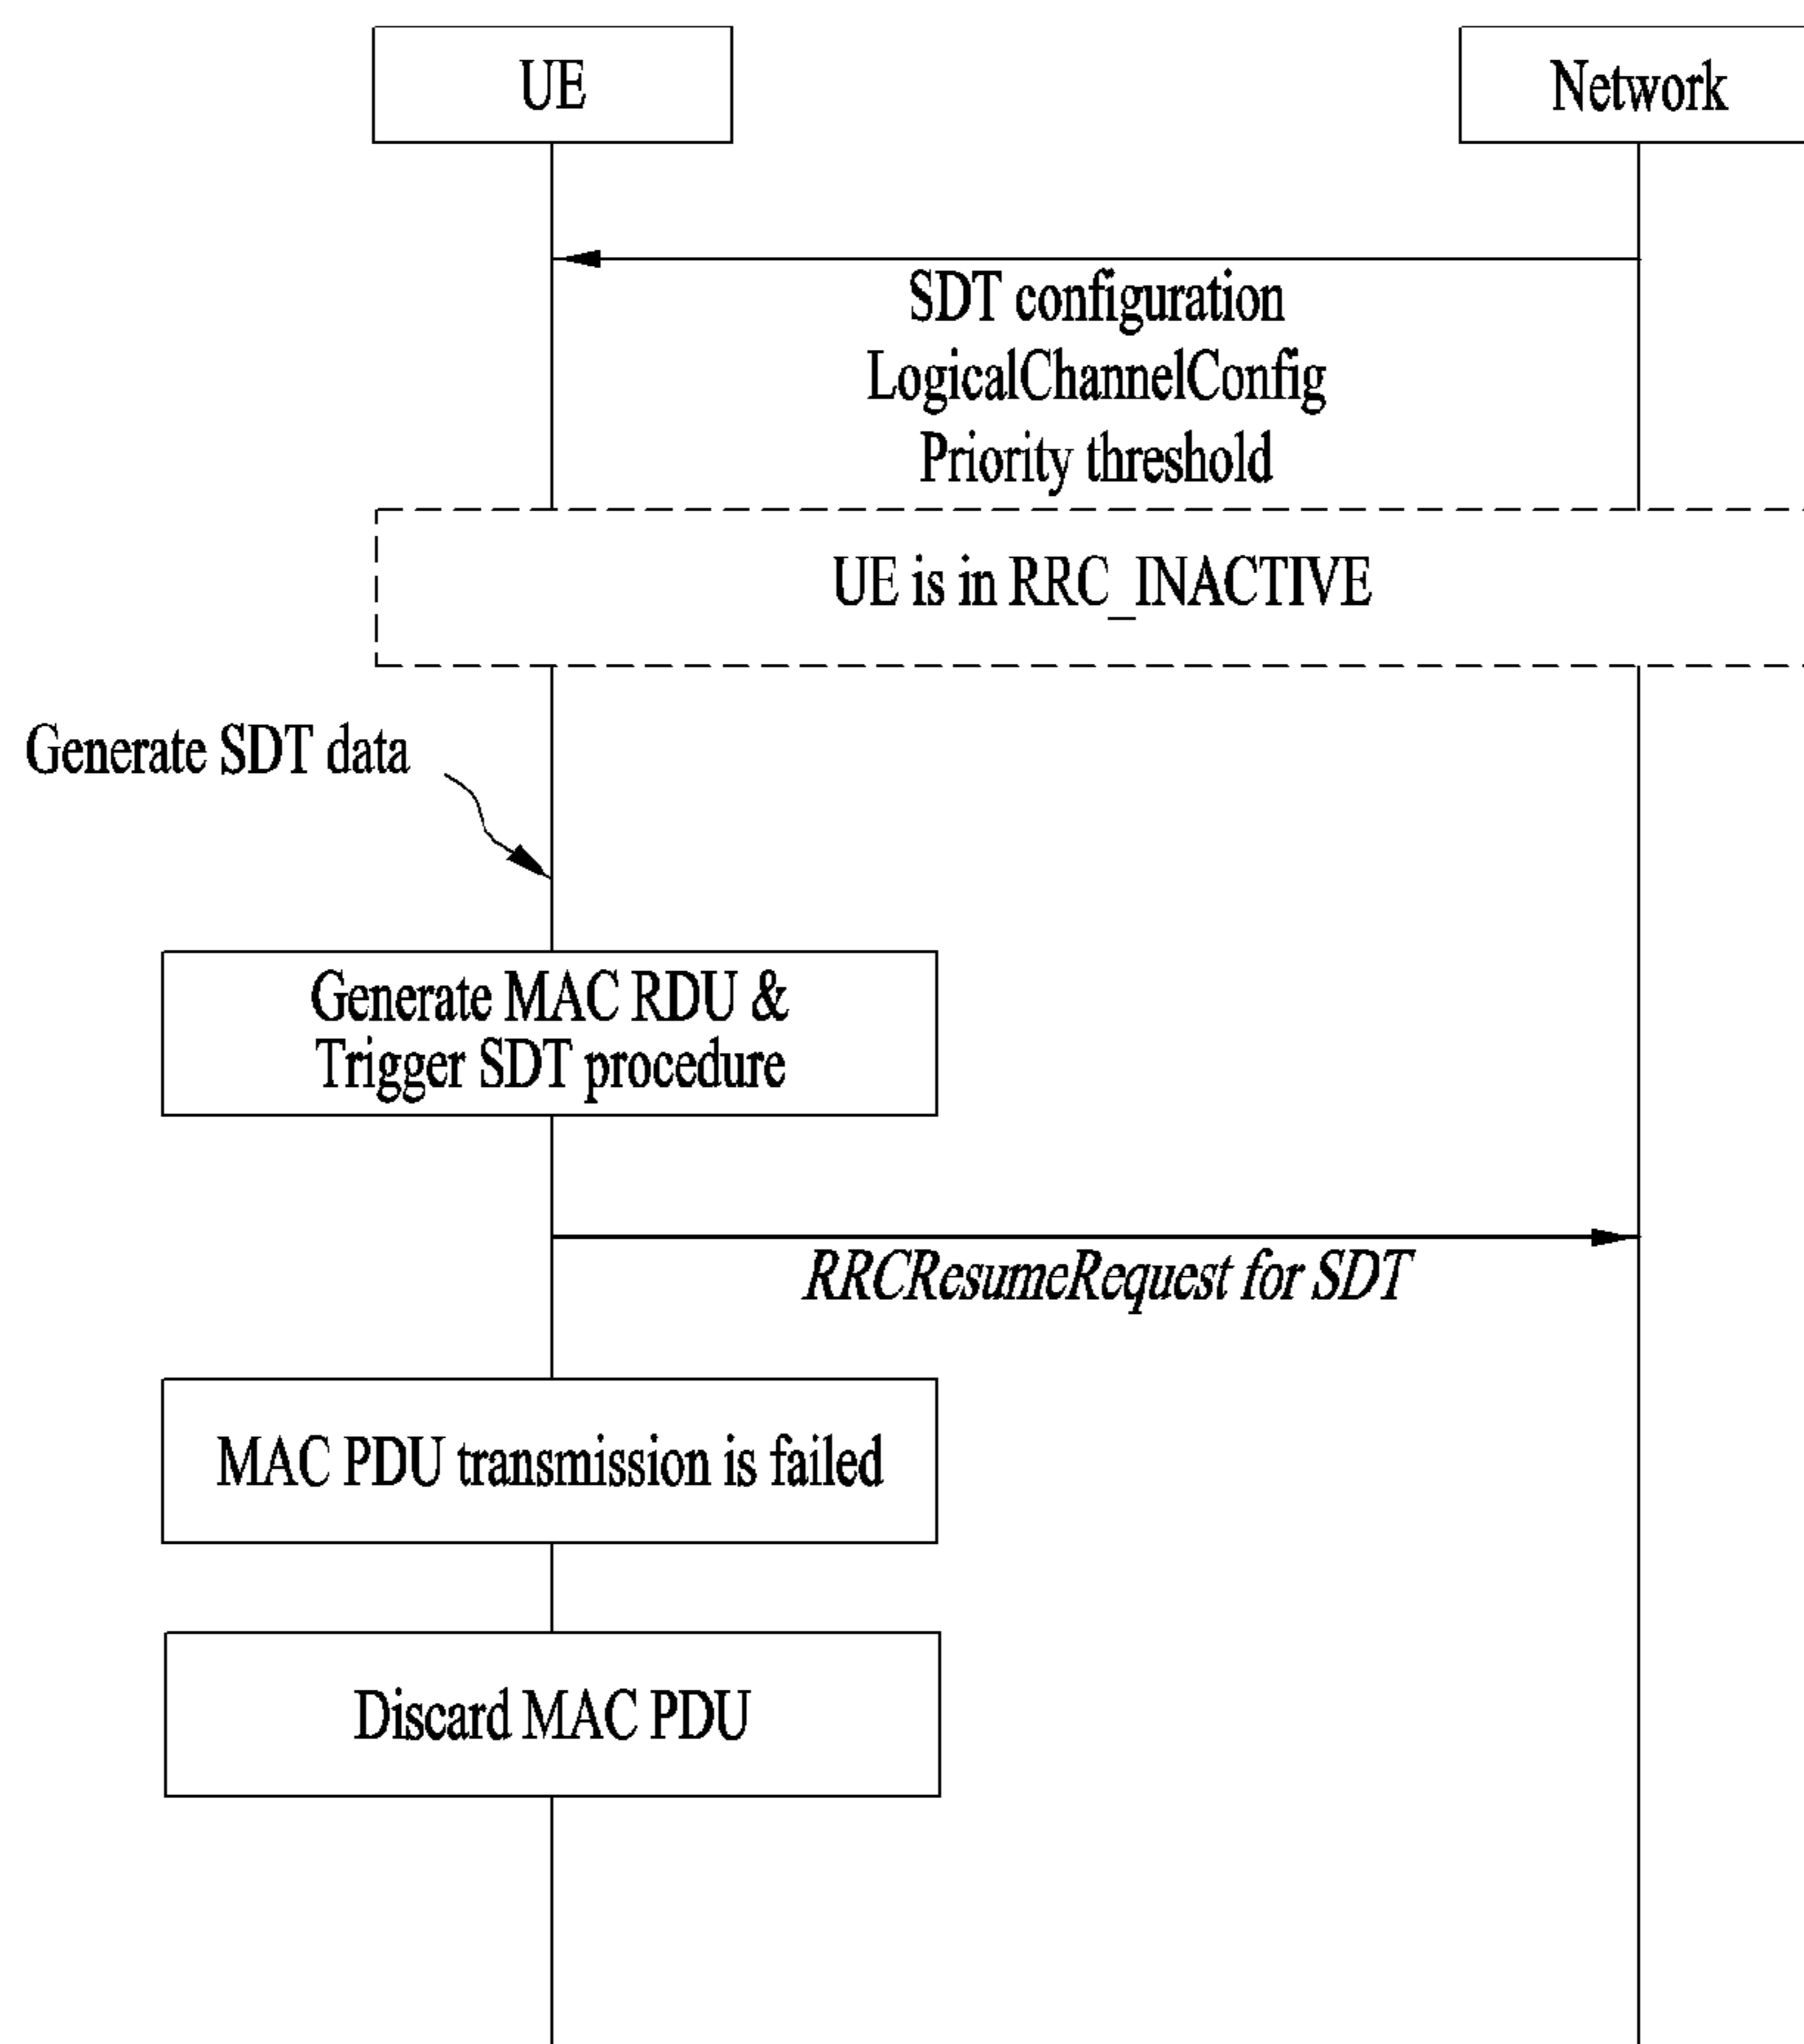 UE
Network
SDT configuration
LogicalChannelConfig
Priority threshold
UE is in RRC_INACTIVE
Generate SDT data
Generate MAC RDU &
Trigger SDT procedure
RRCResumeRequest for SDT
MAC PDU transmission is failed
Discard MAC PDU